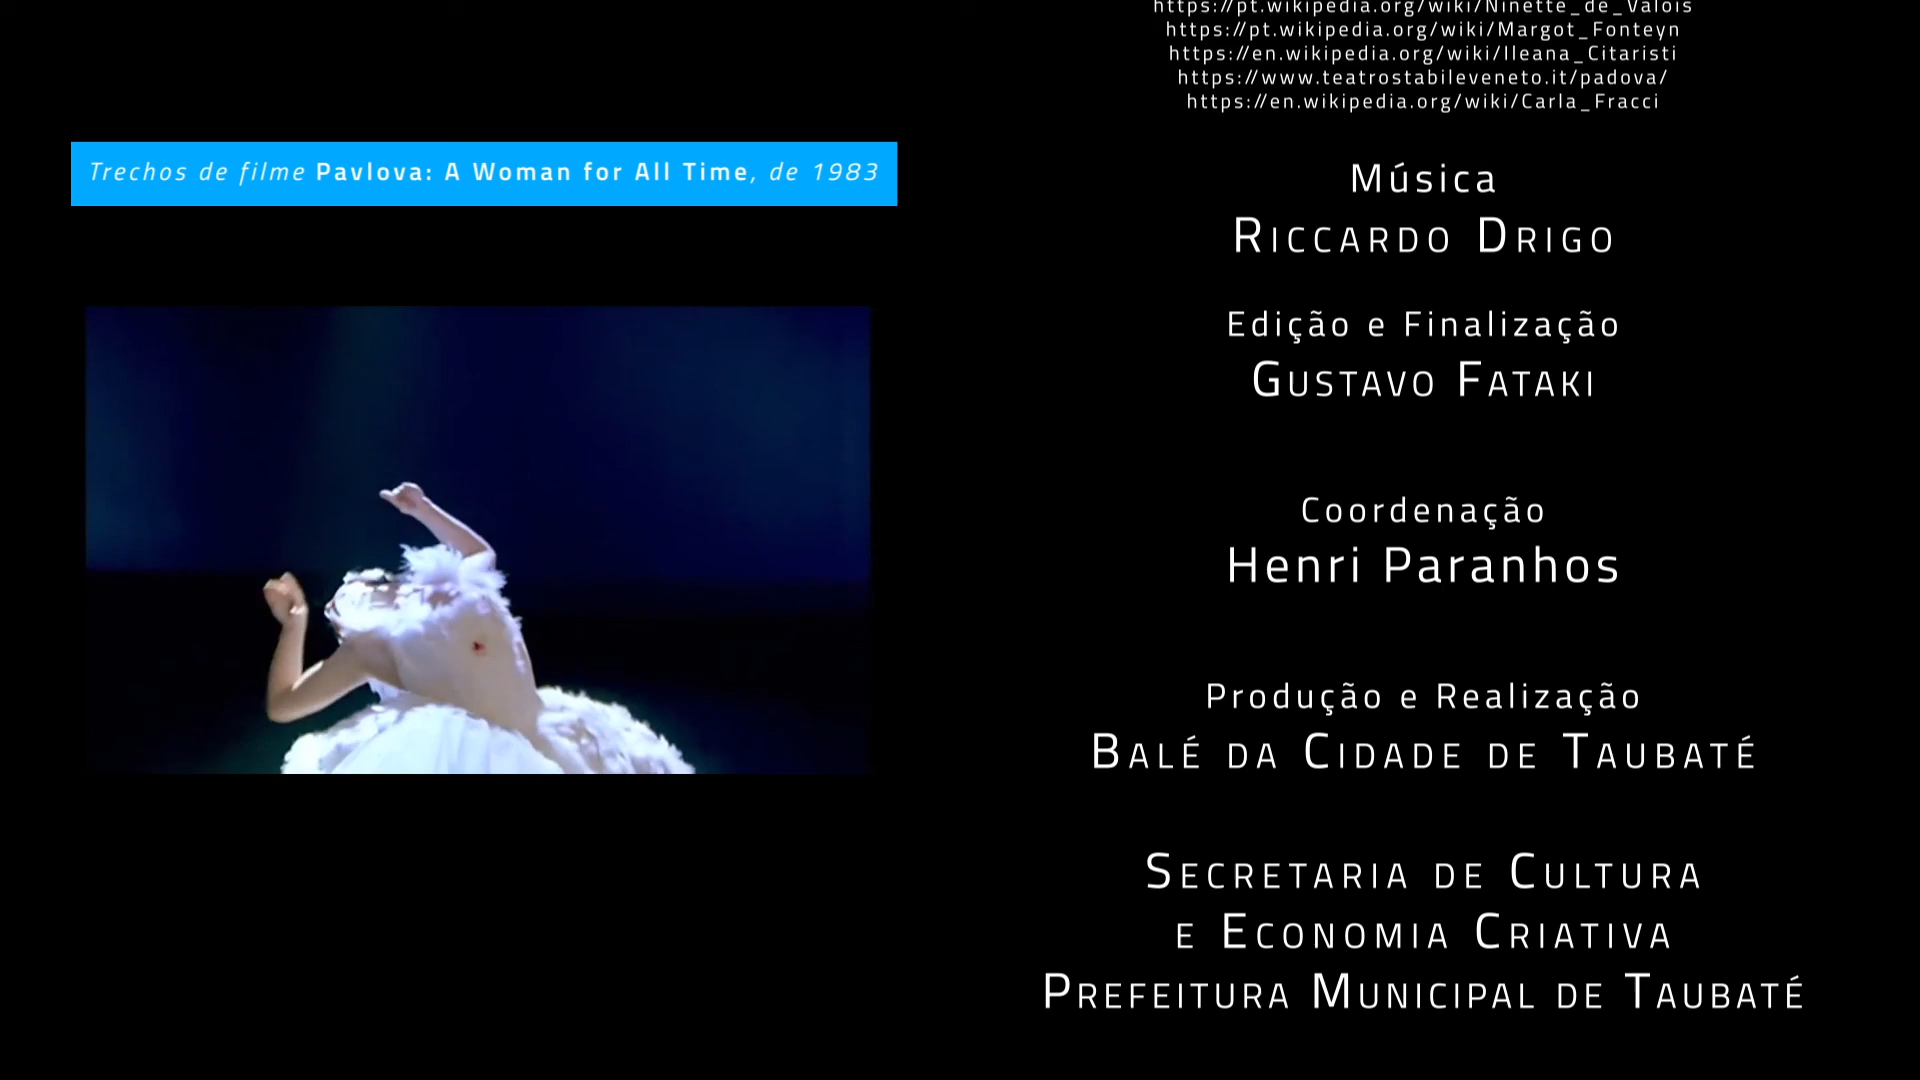 https://pt.wikipedia.org/wiki/Ninette_de_Valois
https://pt.wikipedia.org/wiki/Margot_Fonteyn
https://en.wikipedia.org/wiki/Ileana_Citaristi
https://www.teatrostabileveneto.it/padova/
https://en.wikipedia.org/wiki/Carla_Fracci
Trechos de filme Pavlova: A Woman for All Time, de 1983
Música
RICCARDO DRIGO
Edição e Finalização
GUSTAVO FATAKI
Coordenação
Henri Paranhos
Produção e Realização
BALÉ DA CIDADE DE TAUBATÉ
SECRETARIA DE CULTURA
E ECONOMIA CRIATIVA
PREFEITURA MUNICIPAL DE TAUBATÉ